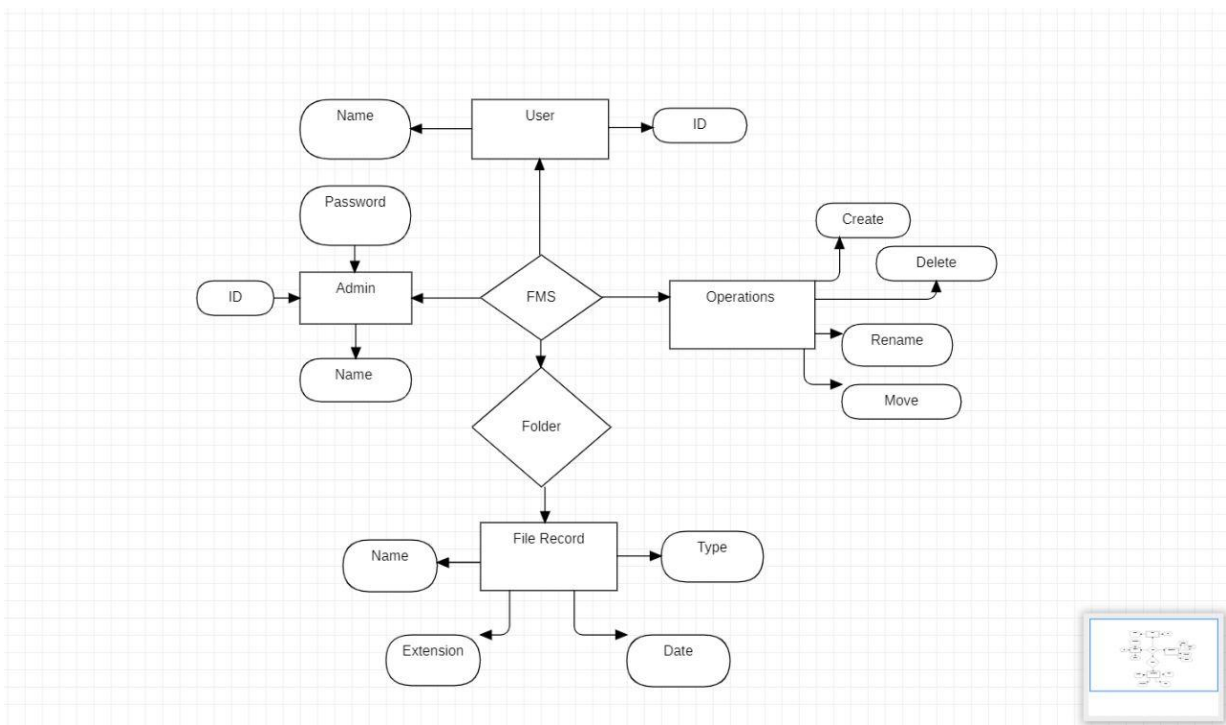 Name
User
ID
Password
Create
Delete
ID
Admin
FMS
Operations
Rename
Name
Move
Folder
File Record
Name
Type
Extension
Date